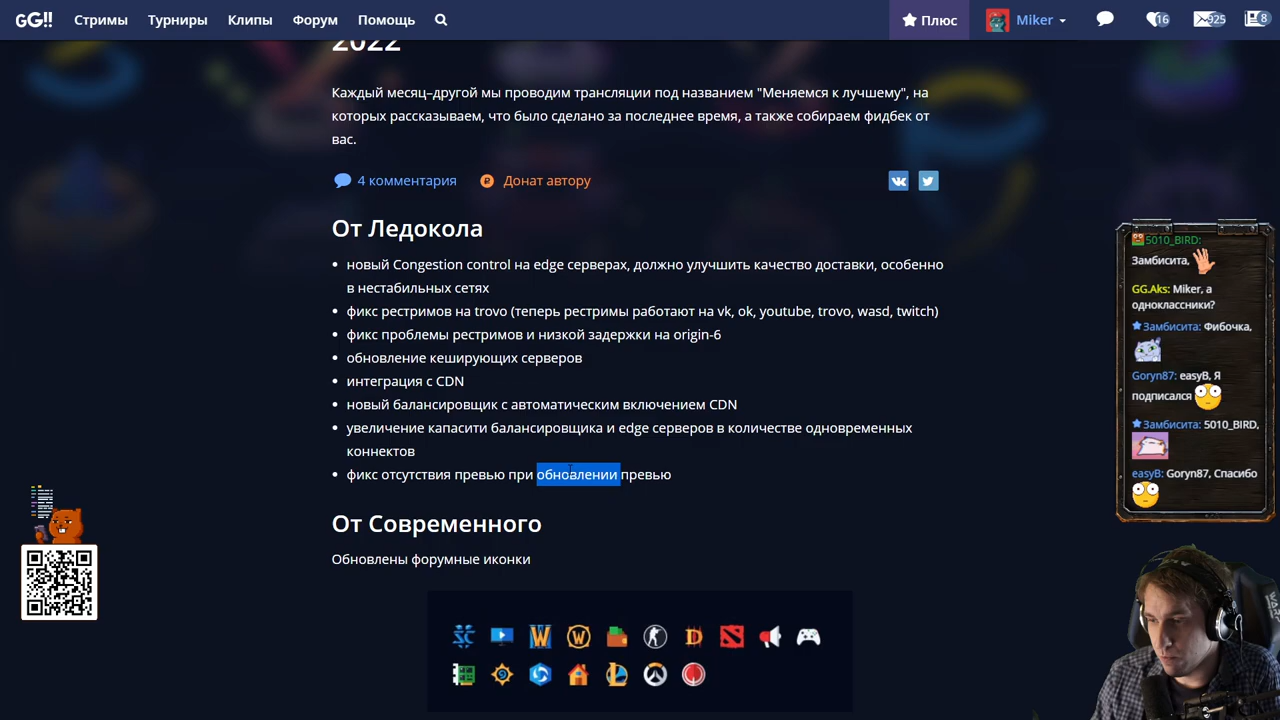 GG!! Стримы Турниры Клипы Форум Помощь Плюс Miker 16 925 8
2022
Каждый месяц–другой мы проводим трансляции под названием "Меняемся к лучшему", на
которых рассказываем, что было сделано за последнее время, а также собираем фидбек от
вас.
4 комментария Донат автору
От Ледокола
новый Congestion control на edge серверах, должно улучшить качество доставки, особенно
в нестабильных сетях
фикс рестримов на trovo (теперь рестримы работают на vk, ok, youtube, trovo, wasd, twitch)
фикс проблемы рестримов и низкой задержки на origin-6
обновление кеширующих серверов
интеграция с CDN
новый балансировщик с автоматическим включением CDN
увеличение капасити балансировщика и edge серверов в количестве одновременных
коннектов
фикс отсутствия превью при обновлении превью
От Современного
Обновлены форумные иконки
5010_BIRD:
Замбисита,
GG.Aks: Miker, а
одноклассники?
Замбисита: Фибочка,
Goryn87: easyB, Я
подписался
Замбисита: 5010_BIRD,
easyB: Goryn87, Спасибо